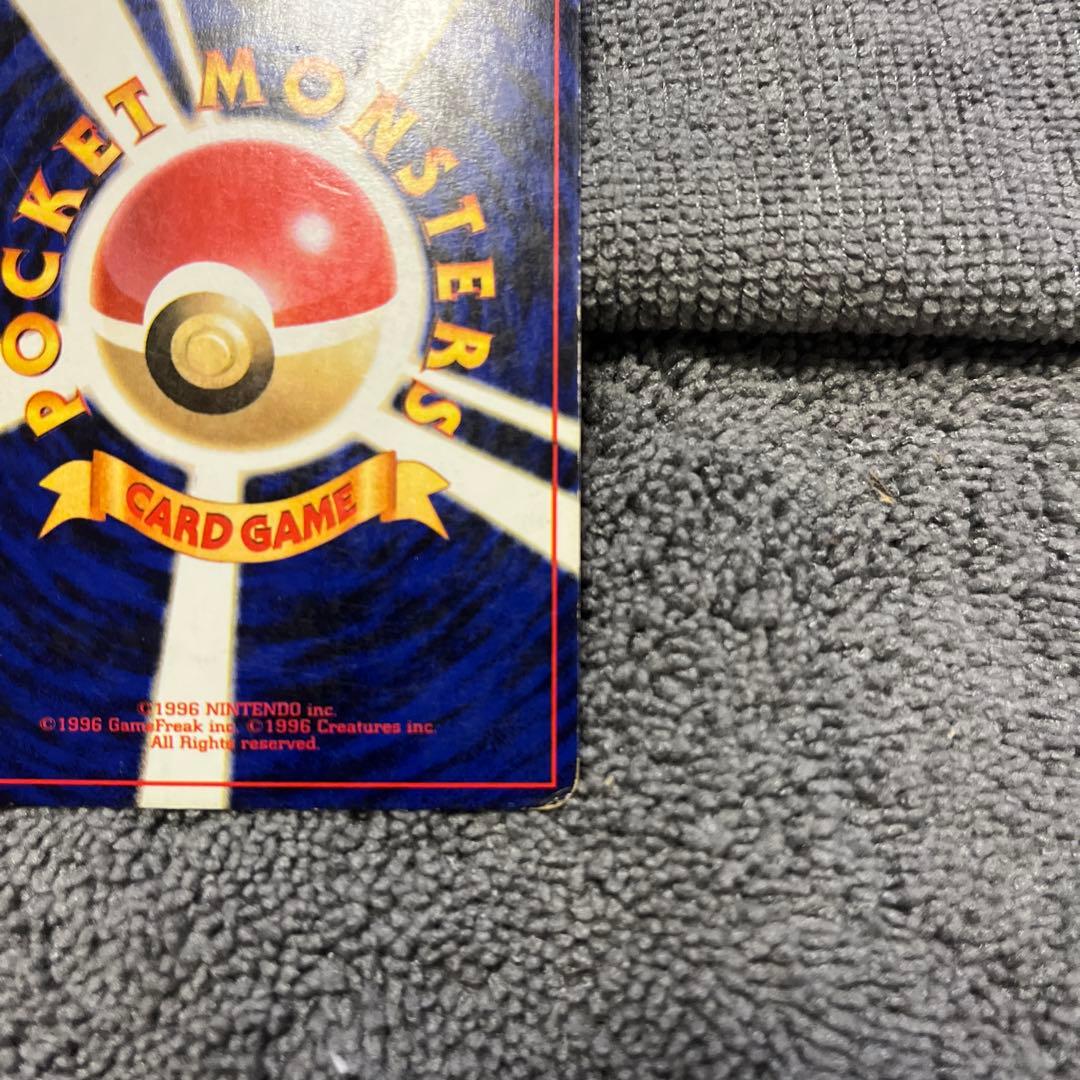 POCKET MONSTERS
CARD GAME
©1996 NINTENDO inc.
©1996 GameFreak inc. ©1996 Creatures inc.
All Rights reserved.